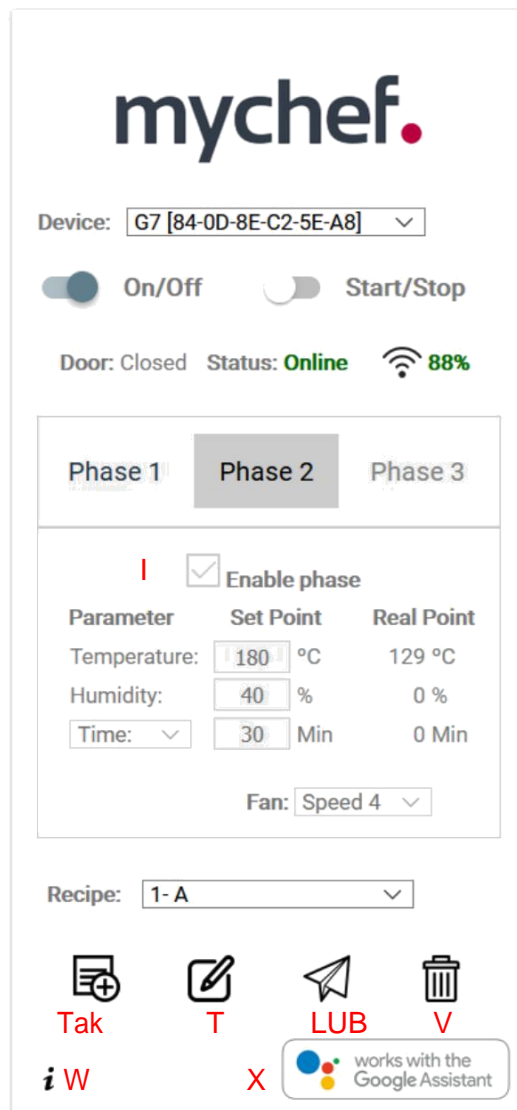 mychef.
Device: G7 [84-0D-8E-C2-5E-A8]
On/Off Start/Stop
Door: Closed Status: Online 88%
Phase 1 Phase 2 Phase 3
I Enable phase
Parameter Set Point Real Point
Temperature: 180 ºC 129 ºC
Humidity: 40 % 0 %
Time: 30 Min 0 Min
Fan: Speed 4
Recipe: 1- A
Tak T LUB V
i W X works with the
Google Assistant